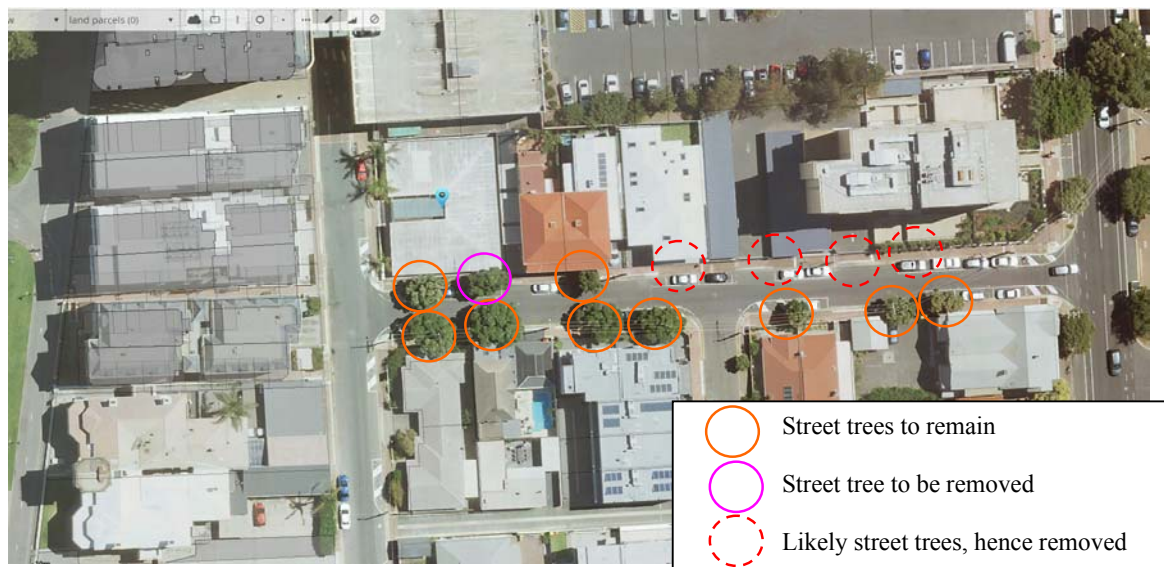 w ▾ land parcels (0) ▾
Street trees to remain
Street tree to be removed
Likely street trees, hence removed